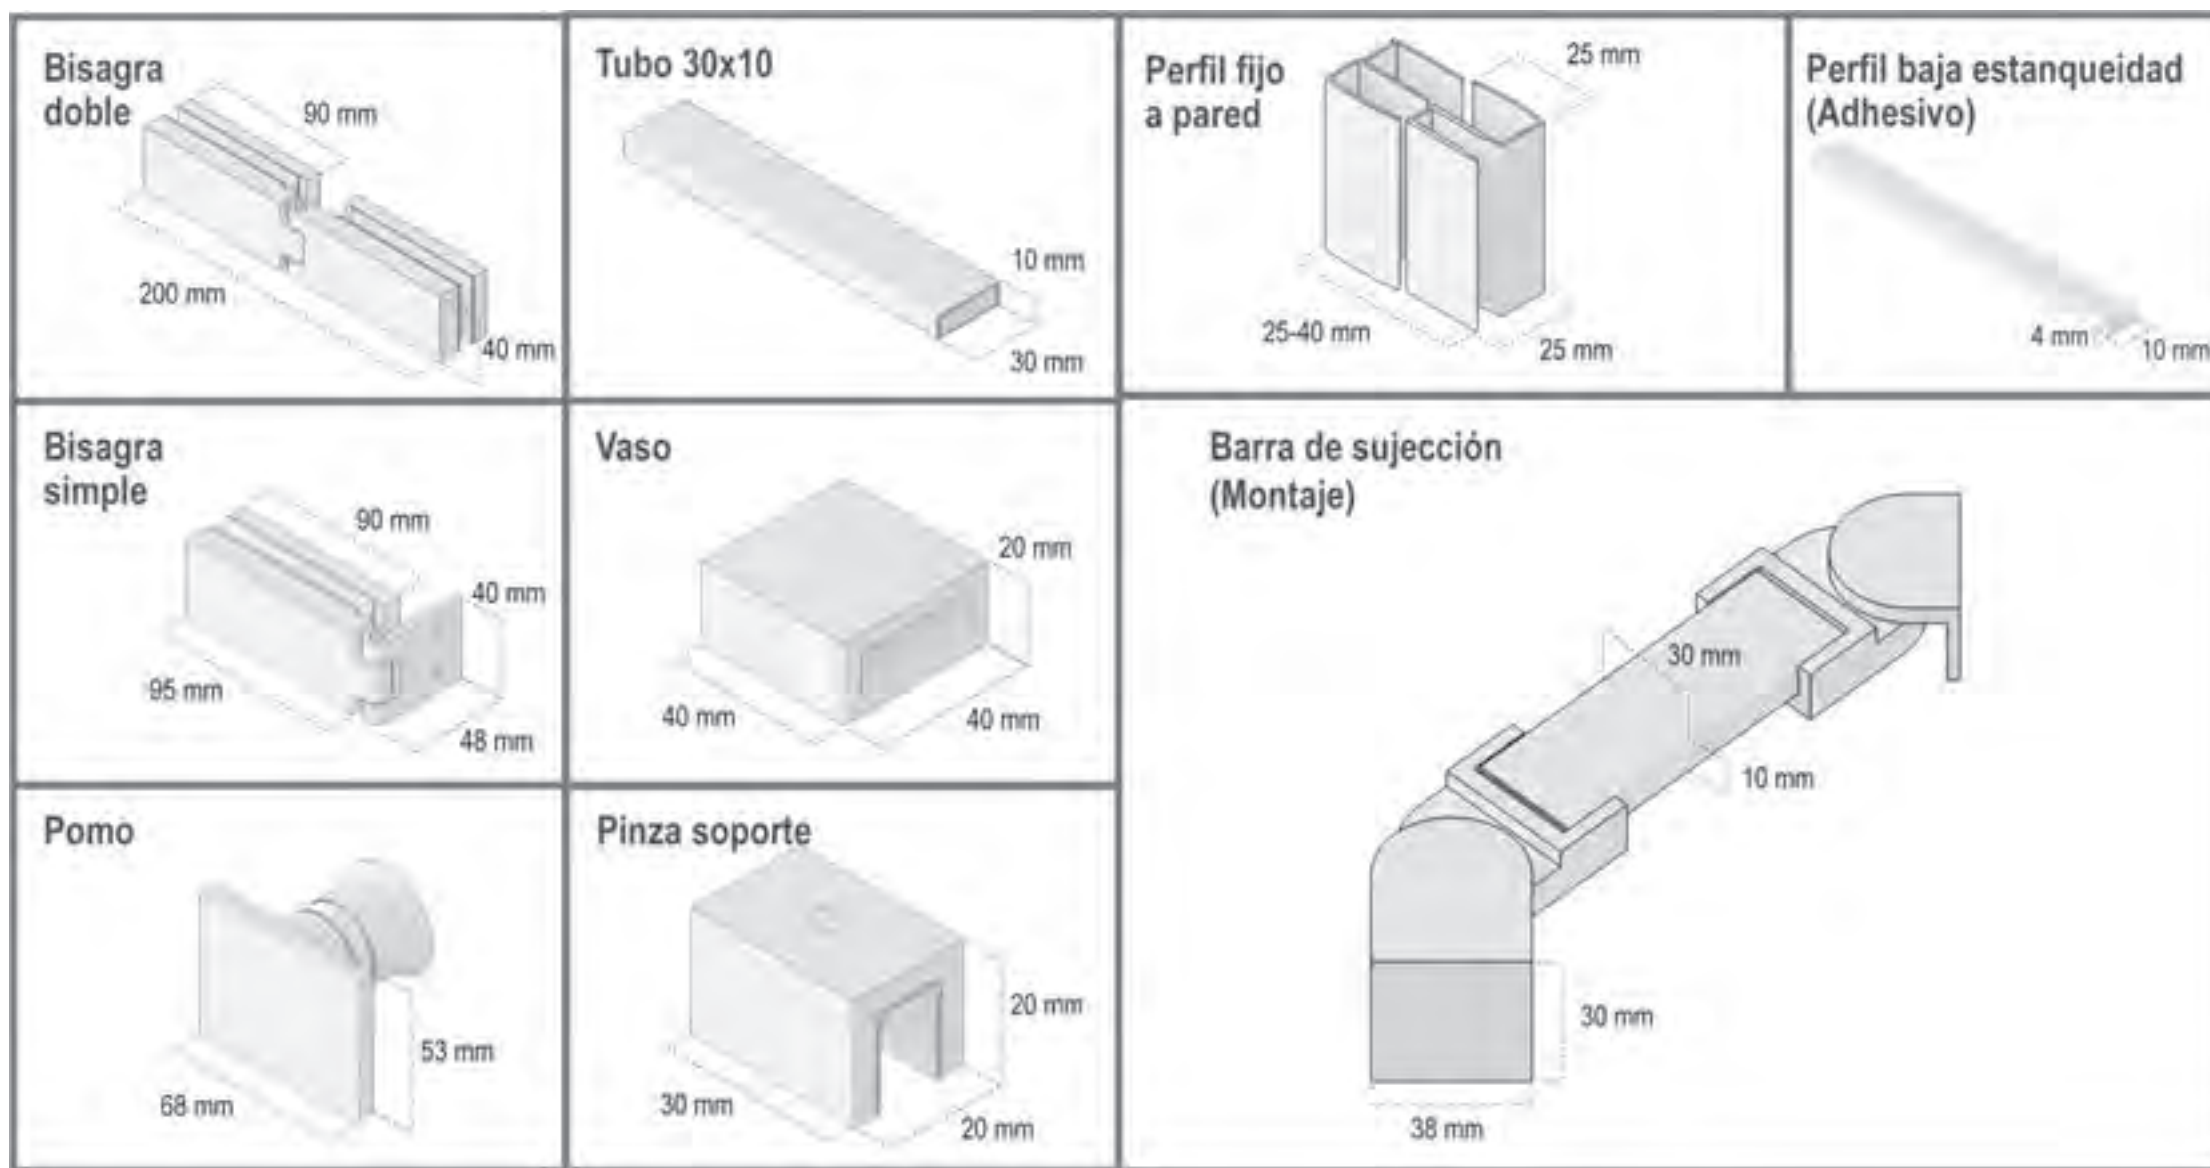 Bisagra
doble
90 mm
200 mm
40 mm
Tubo 30x10
10 mm
30 mm
Perfil fijo
a pared
25 mm
25-40 mm
25 mm
Perfil baja estanqueidad
(Adhesivo)
4 mm
10 mm
Bisagra
simple
90 mm
40 mm
95 mm
48 mm
Vaso
20 mm
40 mm
40 mm
Barra de sujección
(Montaje)
30 mm
10 mm
30 mm
38 mm
Pomo
53 mm
68 mm
Pinza soporte
20 mm
30 mm
20 mm